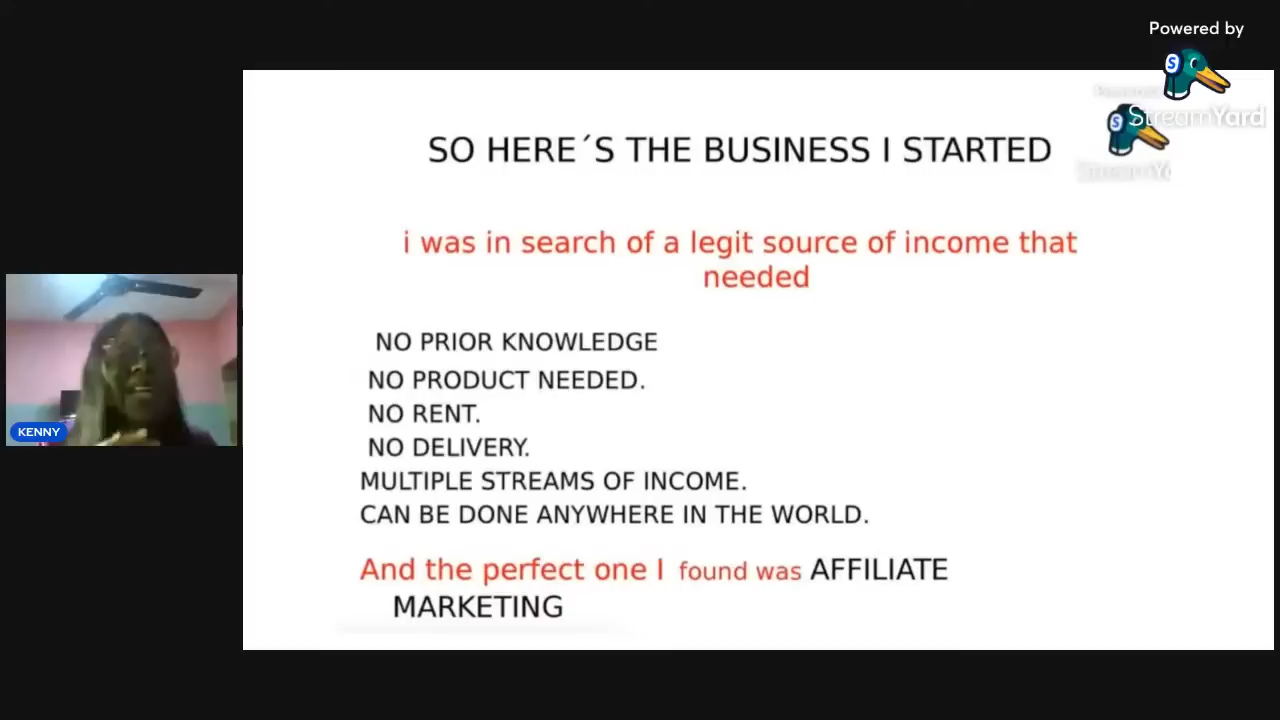 Powered by
StreamYard
SO HERE´S THE BUSINESS I STARTED
i was in search of a legit source of income that
needed
NO PRIOR KNOWLEDGE
NO PRODUCT NEEDED.
NO RENT.
NO DELIVERY.
KENNY
MULTIPLE STREAMS OF INCOME.
CAN BE DONE ANYWHERE IN THE WORLD.
And the perfect one I found was AFFILIATE
MARKETING